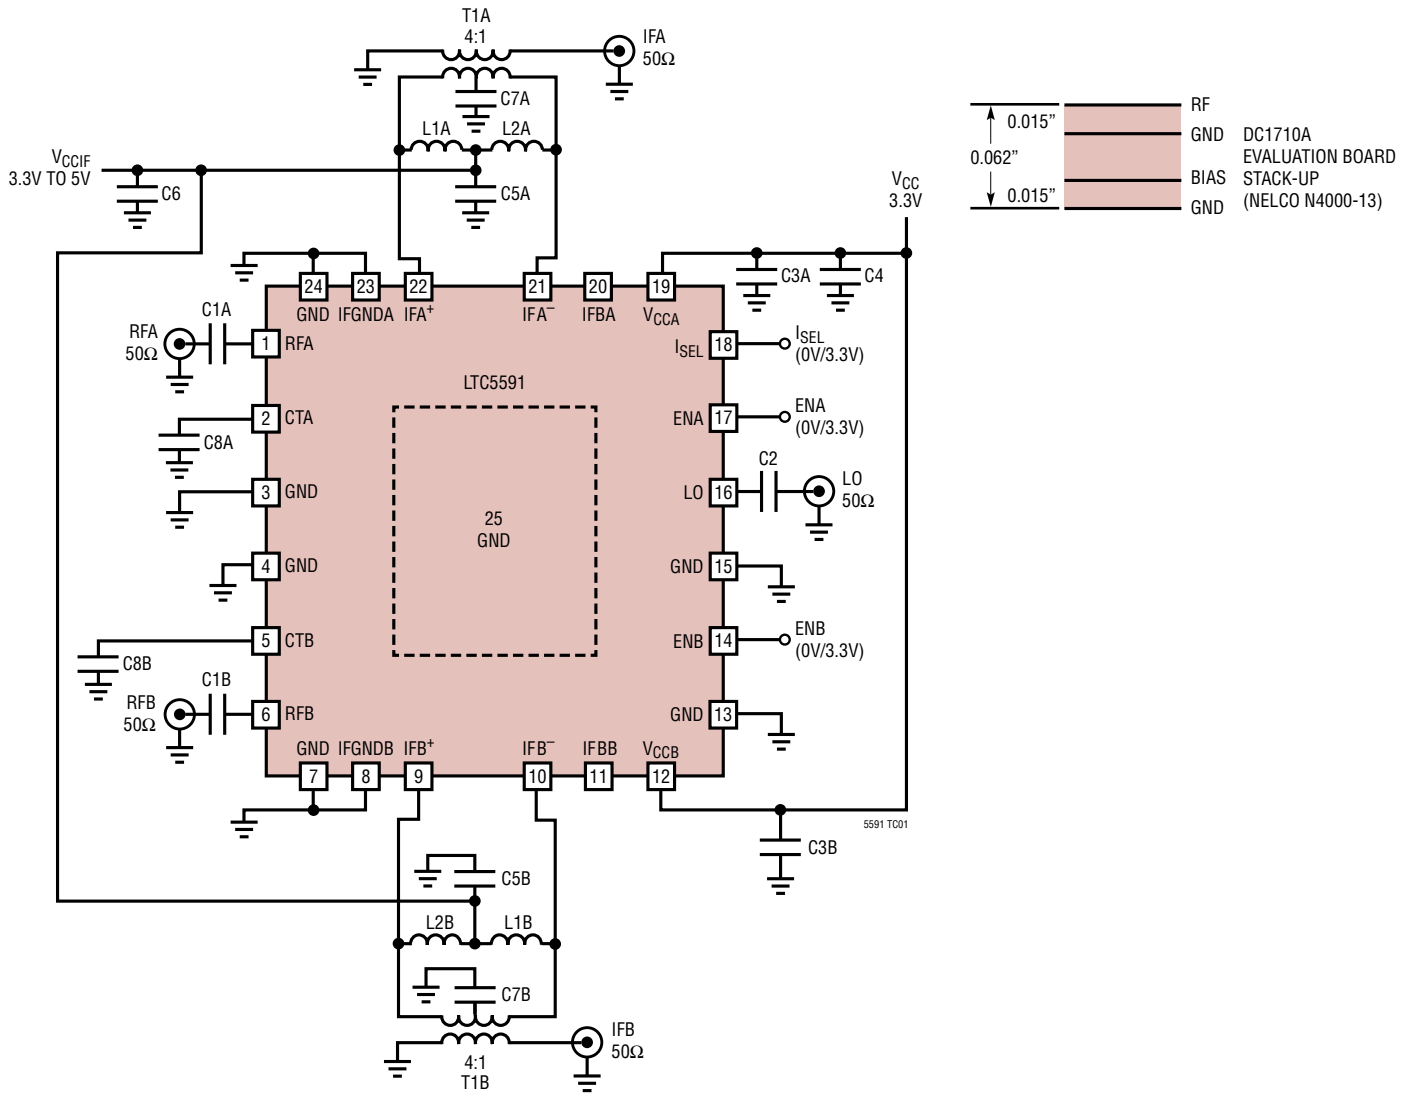 T1A
4:1
IFA
50Ω
C7A
L1A
L2A
VCCIF
3.3V TO 5V
C6
C5A
RF
0.015”
GND
DC1710A
0.062”
EVALUATION BOARD
BIAS
STACK-UP
0.015”
GND
(NELCO N4000-13)
VCC
3.3V
C3A
C4
24
23
22
21
20
19
GND
IFGNDA
IFA+
IFA–
IFBA
VCCA
C1A
RFA
50Ω
1
RFA
ISEL
18
ISEL
(0V/3.3V)
LTC5591
2
CTA
C8A
ENA
17
ENA
(0V/3.3V)
C2
3
GND
LO
16
LO
50Ω
25
GND
4
GND
GND
15
5
CTB
C8B
ENB
14
ENB
(0V/3.3V)
C1B
RFB
50Ω
6
RFB
GND
13
GND
IFGNDB
IFB+
IFB–
IFBB
VCCB
7
8
9
10
11
12
5591 TC01
C3B
C5B
L2B
L1B
C7B
IFB
50Ω
4:1
T1B